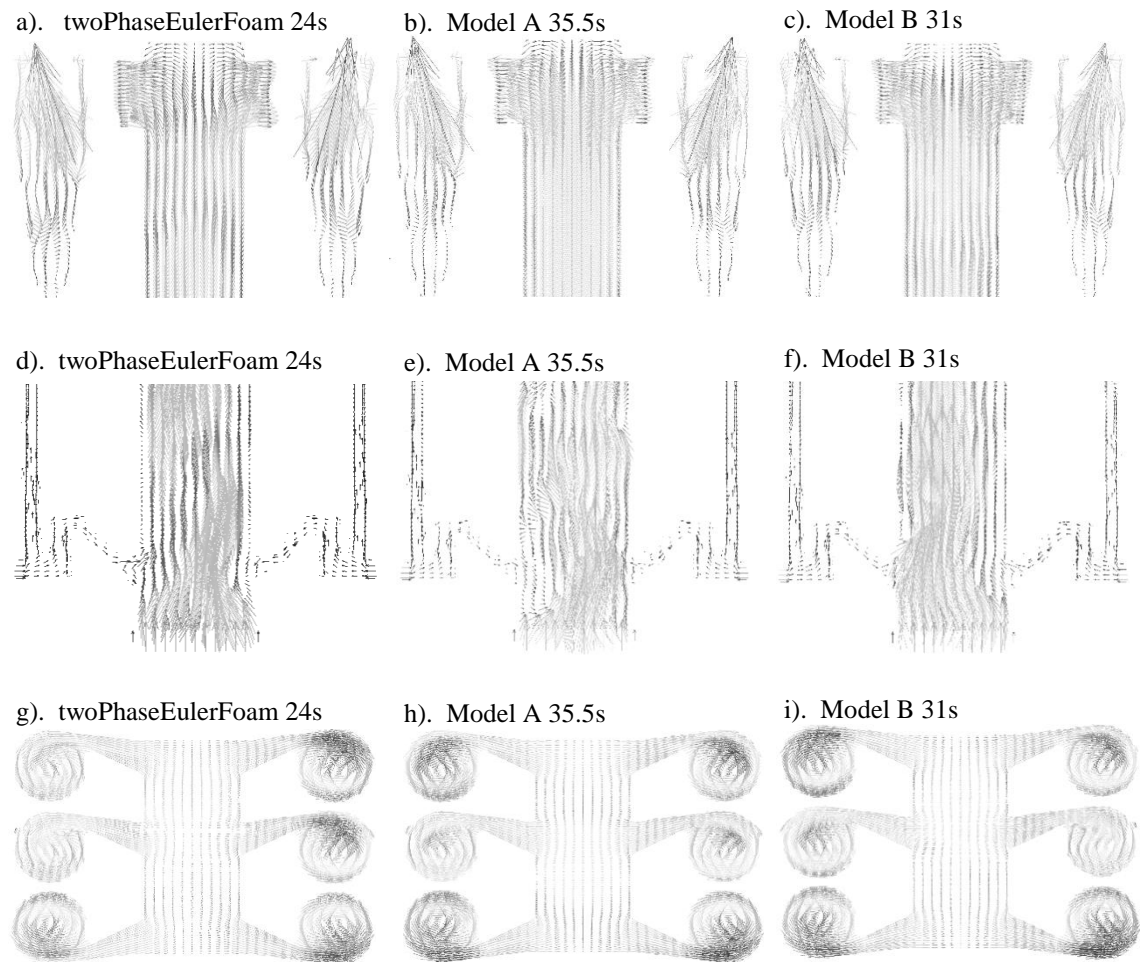 a). twoPhaseEulerFoam 24s
b). Model A 35.5s
c). Model B 31s
d). twoPhaseEulerFoam 24s
e). Model A 35.5s
f). Model B 31s
g). twoPhaseEulerFoam 24s
h). Model A 35.5s
i). Model B 31s